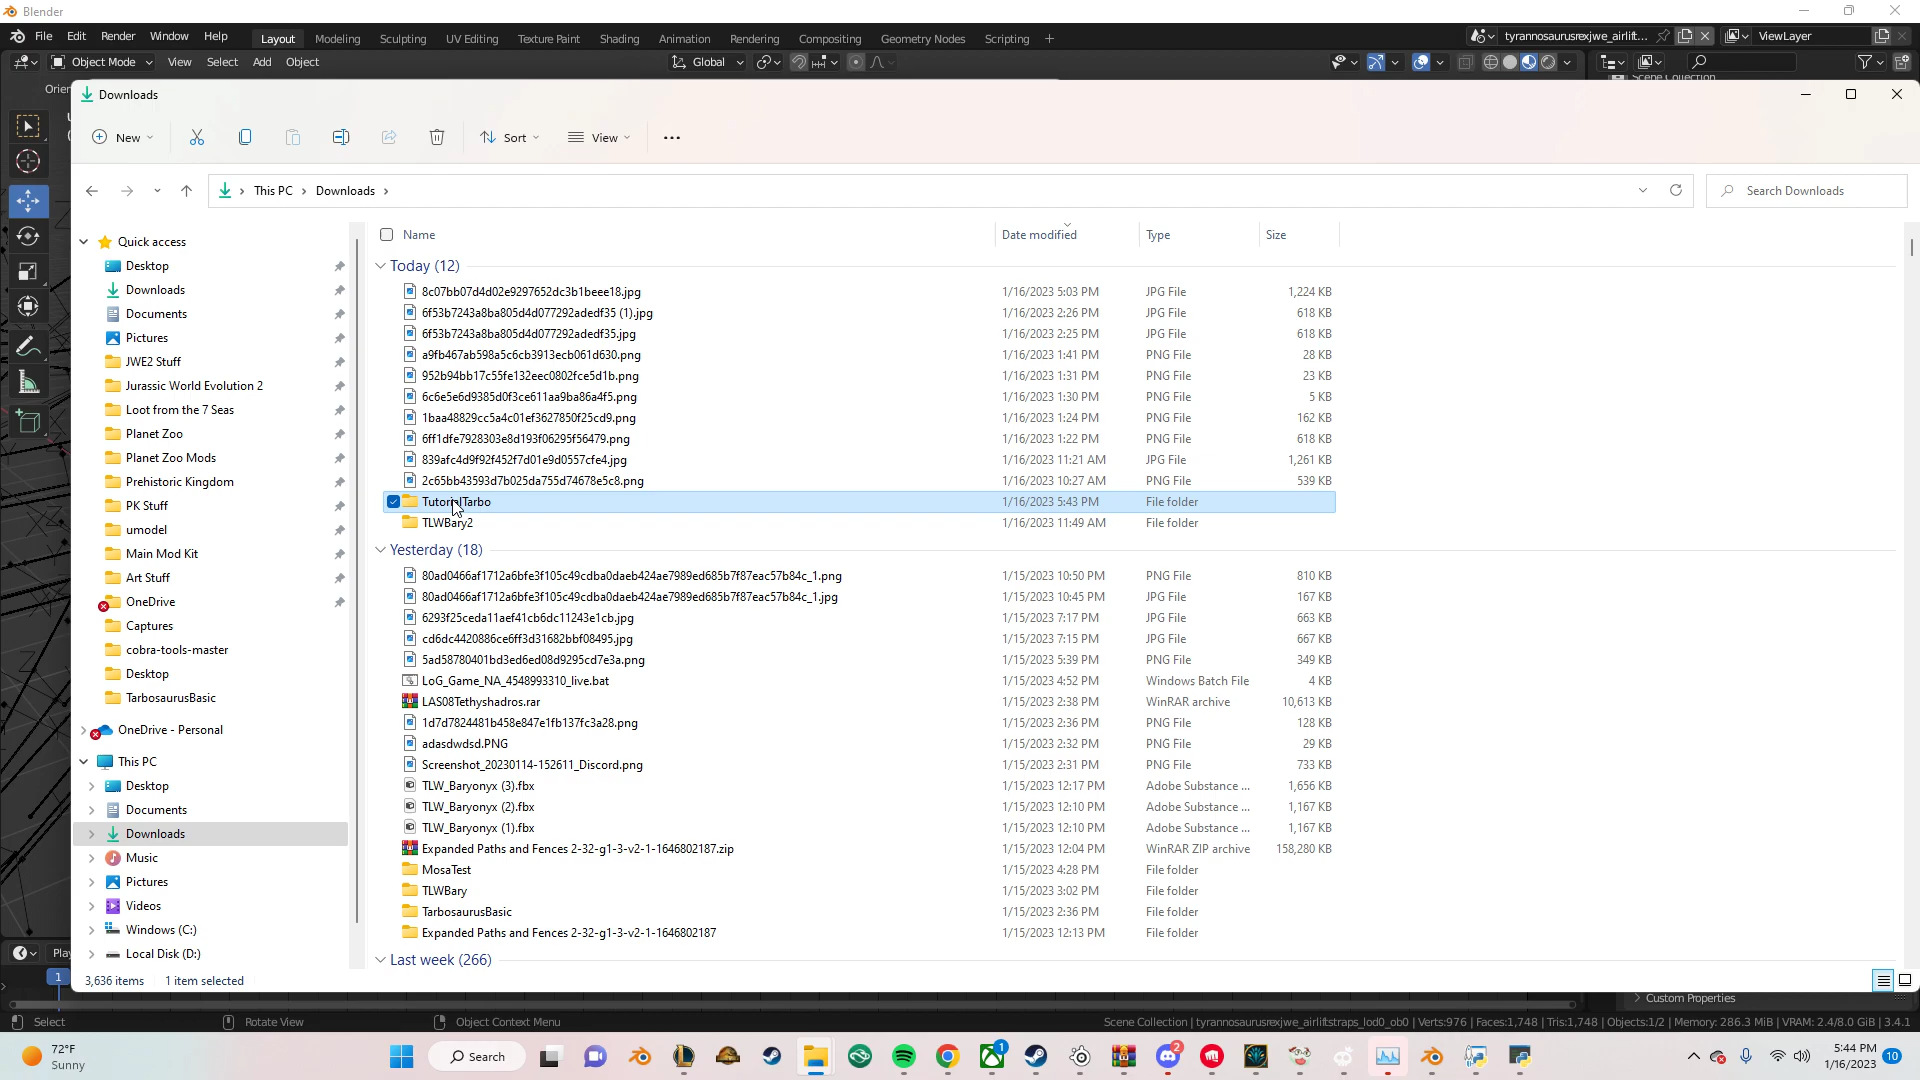 Blender
File Edit Render Window Help Layout Modeling Sculpting UV Editing Texture Paint Shading Animation Rendering Compositing Geometry Nodes Scripting + tyrannosaurusrexjwe_airlift... ViewLayer
Object Mode View Select Add Object Global
Scene Collection
Orien
Downloads
New Sort View
This PC > Downloads > Search Downloads
Name Date modified Type Size
Quick access
Desktop
Downloads
Documents
Pictures
JWE2 Stuff
Jurassic World Evolution 2
Loot from the 7 Seas
Planet Zoo
Planet Zoo Mods
Prehistoric Kingdom
PK Stuff
umodel
Main Mod Kit
Art Stuff
OneDrive
Captures
cobra-tools-master
Desktop
TarbosaurusBasic
OneDrive - Personal
This PC
Desktop
Documents
Downloads
Music
Pictures
Videos
Windows (C:)
Local Disk (D:)
Today (12)
8c07bb07d4d02e9297652dc3b1beee18.jpg 1/16/2023 5:03 PM JPG File 1,224 KB
6f53b7243a8ba805d4d077292adedf35 (1).jpg 1/16/2023 2:26 PM JPG File 618 KB
6f53b7243a8ba805d4d077292adedf35.jpg 1/16/2023 2:25 PM JPG File 618 KB
a9fb467ab598a5c6cb3913ecb061d630.png 1/16/2023 1:41 PM PNG File 28 KB
952b94bb17c55fe132eec0802fce5d1b.png 1/16/2023 1:31 PM PNG File 23 KB
6c6e5e6d9385d0f3ce611aa9ba86a4f5.png 1/16/2023 1:30 PM PNG File 5 KB
1baa48829cc5a4c01ef3627850f25cd9.png 1/16/2023 1:24 PM PNG File 162 KB
6ff1dfe7928303e8d193f06295f56479.png 1/16/2023 1:22 PM PNG File 618 KB
839afc4d9f92f452f7d01e9d0557cfe4.jpg 1/16/2023 11:21 AM JPG File 1,261 KB
2c65bb43593d7b025da755d74678e5c8.png 1/16/2023 10:27 AM PNG File 539 KB
TutorialTarbo 1/16/2023 5:43 PM File folder
TLWBary2 1/16/2023 11:49 AM File folder
Yesterday (18)
80ad0466af1712a6bfe3f105c49cdba0daeb424ae7989ed685b7f87eac57b84c_1.png 1/15/2023 10:50 PM PNG File 810 KB
80ad0466af1712a6bfe3f105c49cdba0daeb424ae7989ed685b7f87eac57b84c_1.jpg 1/15/2023 10:45 PM JPG File 167 KB
6293f25ceda11aef41cb6dc11243e1cb.jpg 1/15/2023 7:17 PM JPG File 663 KB
cd6dc4420886ce6ff3d31682bbf08495.jpg 1/15/2023 7:15 PM JPG File 667 KB
5ad58780401bd3ed6ed08d9295cd7e3a.png 1/15/2023 5:39 PM PNG File 349 KB
LoG_Game_NA_4548993310_live.bat 1/15/2023 4:52 PM Windows Batch File 4 KB
LAS08Tethyshadros.rar 1/15/2023 2:38 PM WinRAR archive 10,613 KB
1d7d7824481b458e847e1fb137fc3a28.png 1/15/2023 2:36 PM PNG File 128 KB
adasdwdsd.PNG 1/15/2023 2:32 PM PNG File 29 KB
Screenshot_20230114-152611_Discord.png 1/15/2023 2:31 PM PNG File 733 KB
TLW_Baryonyx (3).fbx 1/15/2023 12:17 PM Adobe Substance ... 1,656 KB
TLW_Baryonyx (2).fbx 1/15/2023 12:10 PM Adobe Substance ... 1,167 KB
TLW_Baryonyx (1).fbx 1/15/2023 12:10 PM Adobe Substance ... 1,167 KB
Expanded Paths and Fences 2-32-g1-3-v2-1-1646802187.zip 1/15/2023 12:04 PM WinRAR ZIP archive 158,280 KB
MosaTest 1/15/2023 4:28 PM File folder
TLWBary 1/15/2023 3:02 PM File folder
TarbosaurusBasic 1/15/2023 2:36 PM File folder
Expanded Paths and Fences 2-32-g1-3-v2-1-1646802187 1/15/2023 12:13 PM File folder
Last week (266)
Play
3,636 items 1 item selected
1
Custom Properties
Select Rotate View Object Context Menu Scene Collection | tyrannosaurusrexjwe_airliftstraps_lod0_ob0 | Verts:976 | Faces:1,748 | Tris:1,748 | Objects:1/2 | Memory: 286.3 MiB | VRAM: 2.4/8.0 GiB | 3.4.1
72°F
Sunny
Search
1
2
5:44 PM
1/16/2023
10